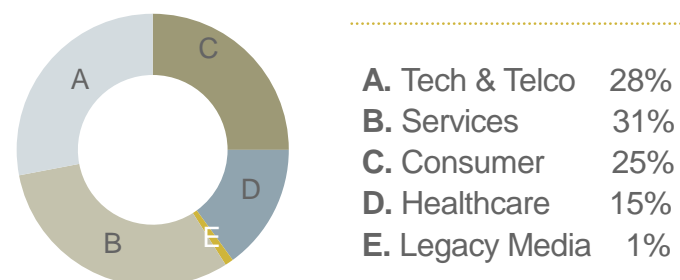 C
A
D
E
B
A. Tech & Telco 28%
B. Services 31%
C. Consumer 25%
D. Healthcare 15%
E. Legacy Media 1%